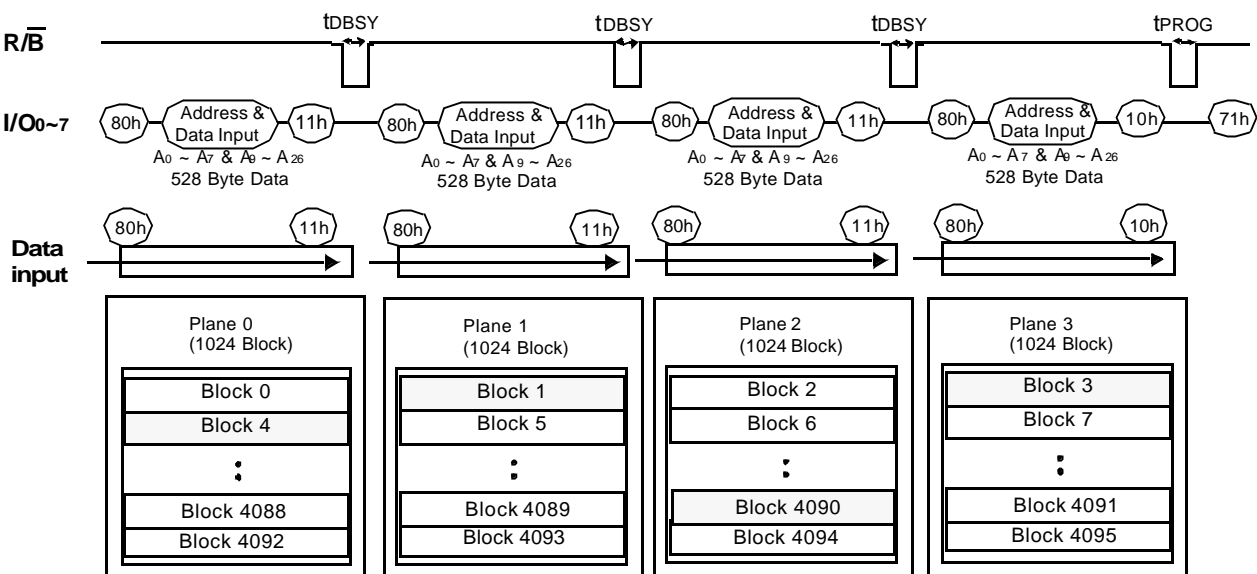 tDBSY tDBSY tDBSY tPROG
R/B
I/O0~7 80h Address & Data Input 11h 80h Address & Data Input 11h 80h Address & Data Input 11h 80h Address & Data Input 10h 71h
A0 ~ A7 & A9 ~ A26 A0 ~ A7 & A9 ~ A26 A0 ~ A7 & A9 ~ A26 A0 ~ A7 & A9 ~ A26
528 Byte Data 528 Byte Data 528 Byte Data 528 Byte Data
80h 11h 80h 11h 80h 11h 80h 10h
Data
input
Plane 0 Plane 1 Plane 2 Plane 3
(1024 Block) (1024 Block) (1024 Block) (1024 Block)
Block 0 Block 1 Block 2 Block 3
Block 4 Block 5 Block 6 Block 7
Block 4088 Block 4089 Block 4090 Block 4091
Block 4092 Block 4093 Block 4094 Block 4095